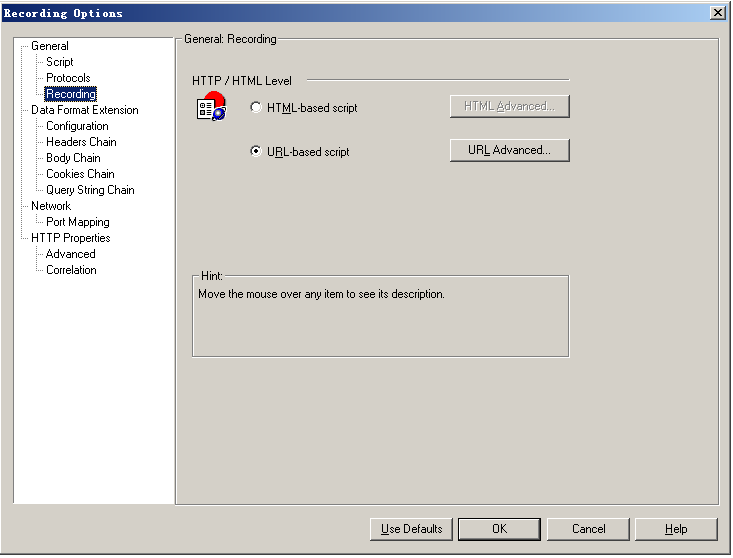 Recording Options
General
Script
Protocols
Recording
Data Format Extension
Configuration
Headers Chain
Body Chain
Cookies Chain
Query String Chain
Network
Port Mapping
HTTP Properties
Advanced
Correlation
General: Recording
HTTP / HTML Level
HTML-based script
HTML Advanced...
URL-based script
URL Advanced...
Hint:
Move the mouse over any item to see its description.
Use Defaults
OK
Cancel
Help